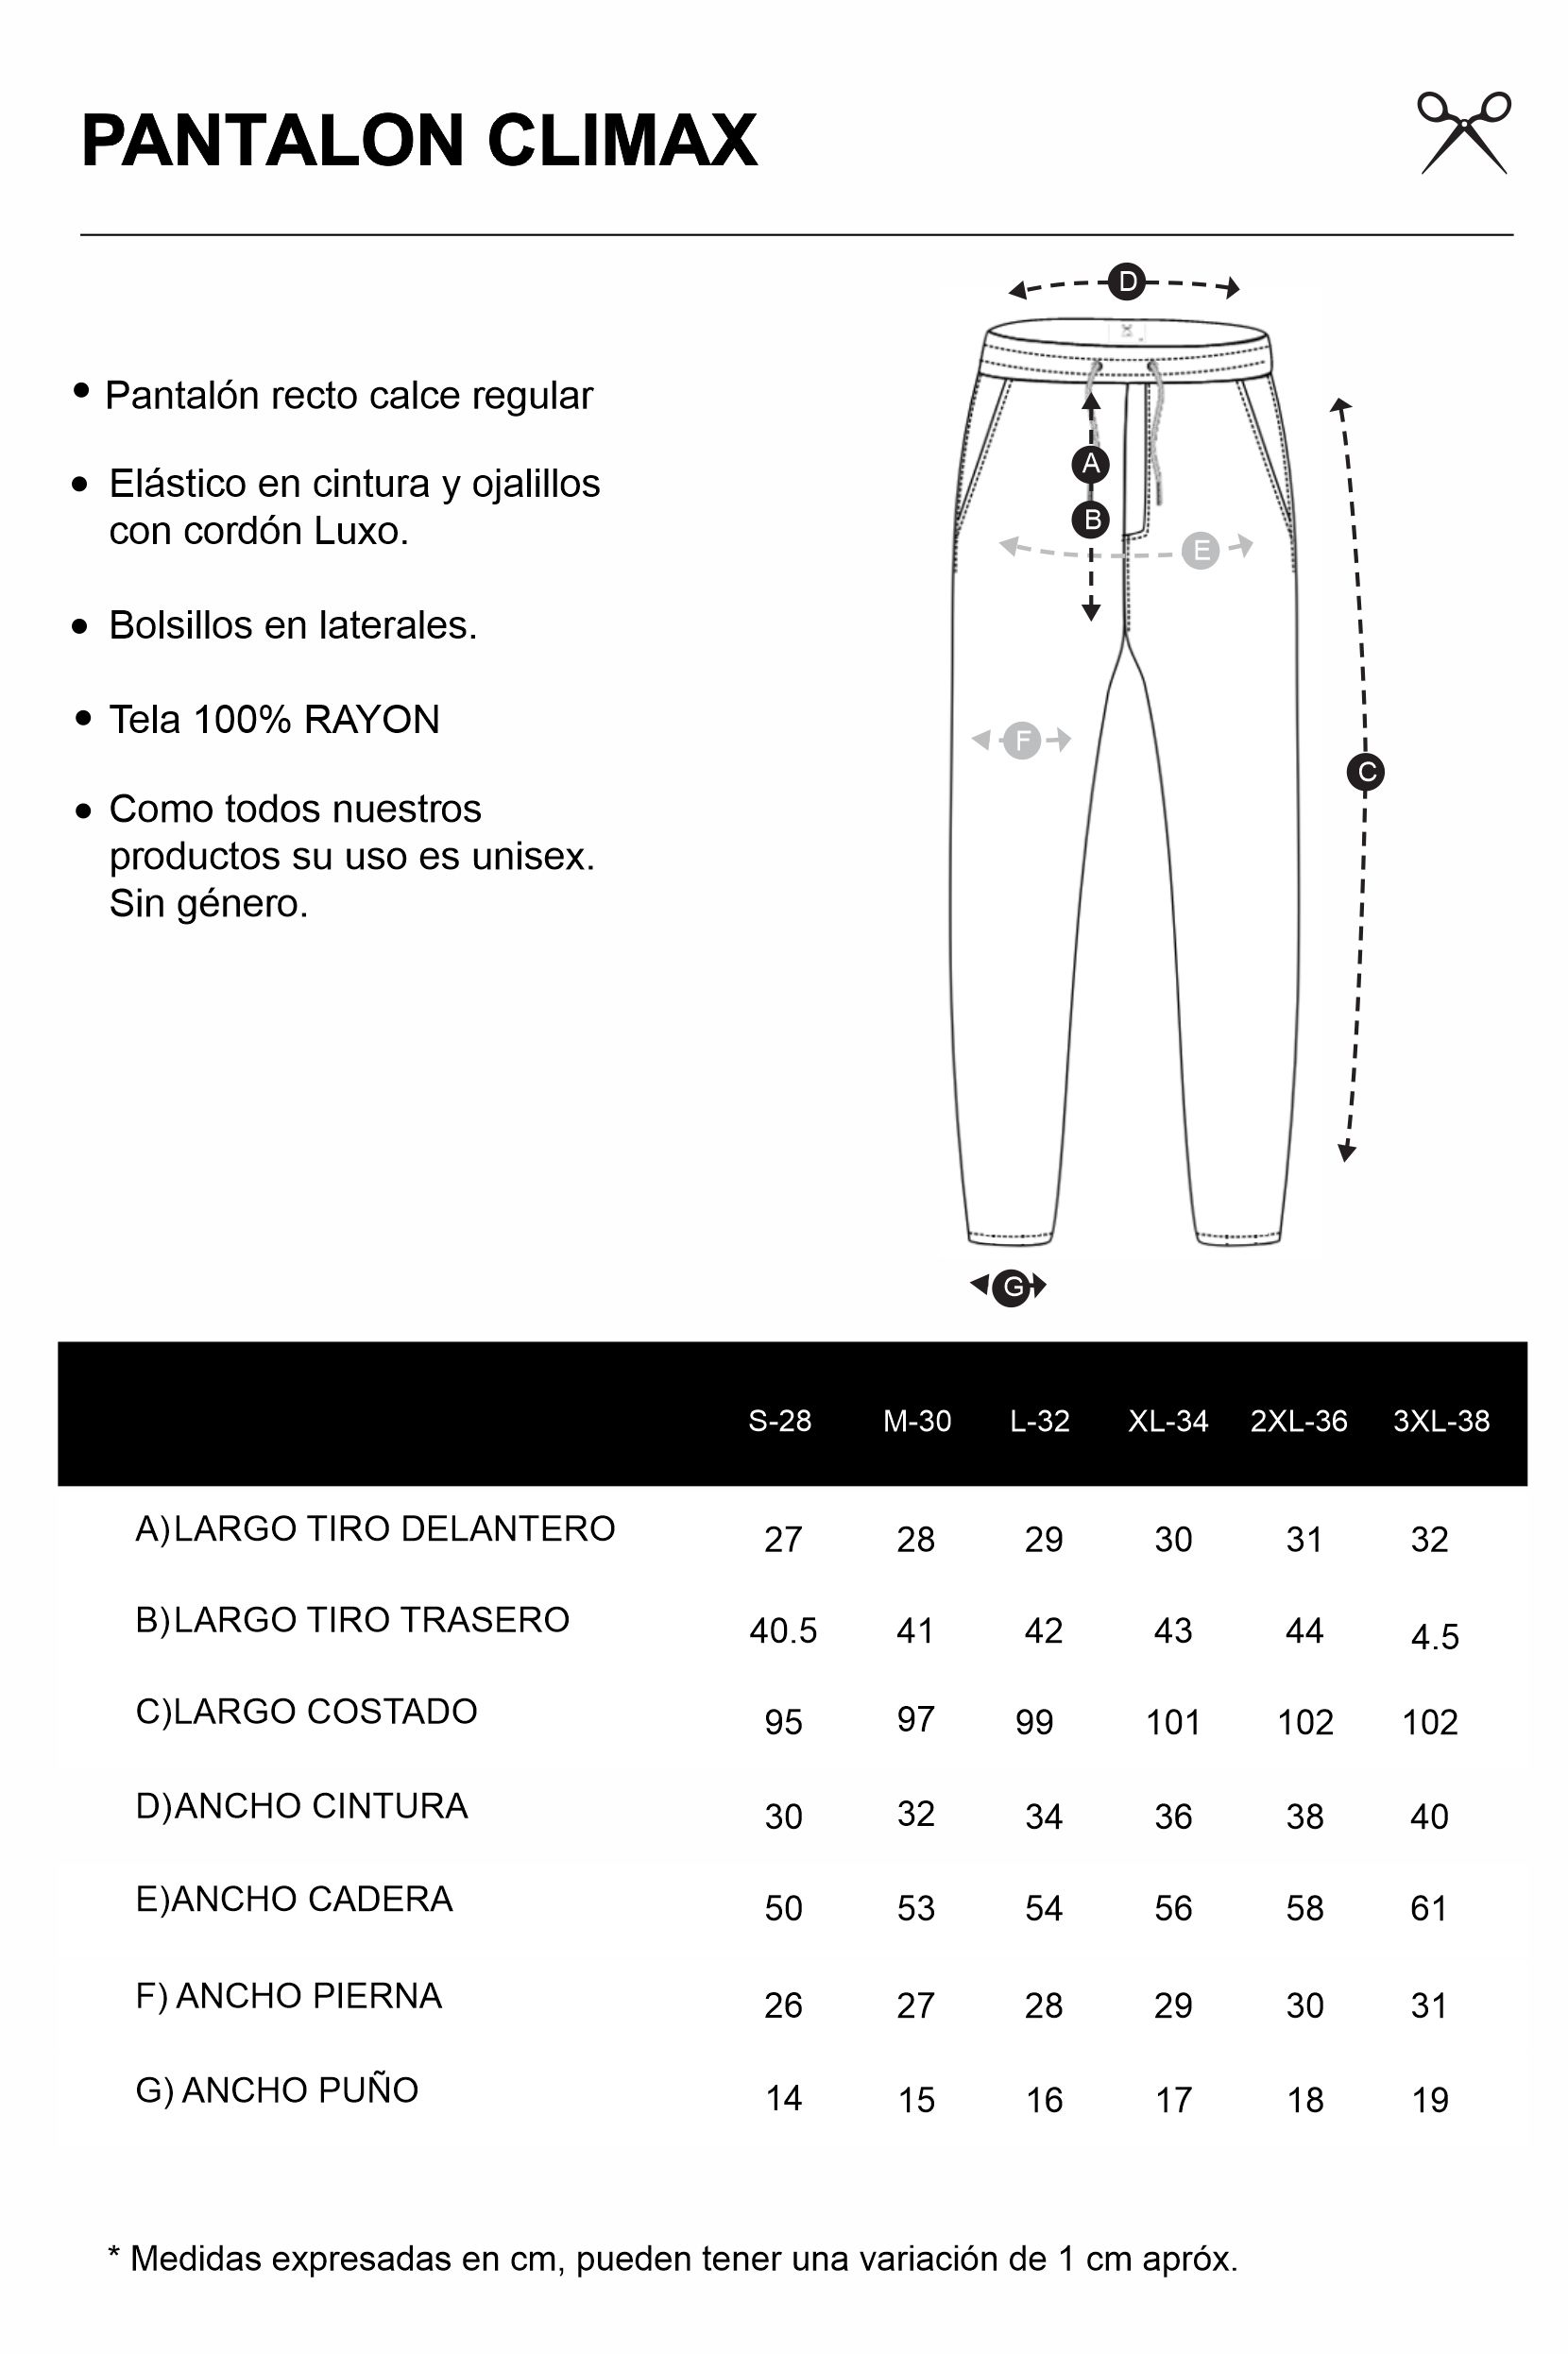 PANTALON CLIMAX
D
• Pantalón recto calce regular
• Elástico en cintura y ojalillos
con cordón Luxo.
A
B
E
• Bolsillos en laterales.
• Tela 100% RAYON
F
C
• Como todos nuestros
productos su uso es unisex.
Sin género.
G
S-28 M-30 L-32 XL-34 2XL-36 3XL-38
A) LARGO TIRO DELANTERO 27 28 29 30 31 32
B) LARGO TIRO TRASERO 40.5 41 42 43 44 4.5
C)LARGO COSTADO 95 97 99 101 102 102
D)ANCHO CINTURA 30 32 34 36 38 40
E)ANCHO CADERA 50 53 54 56 58 61
F) ANCHO PIERNA 26 27 28 29 30 31
G) ANCHO PUÑO 14 15 16 17 18 19
* Medidas expresadas en cm, pueden tener una variación de 1 cm apróx.